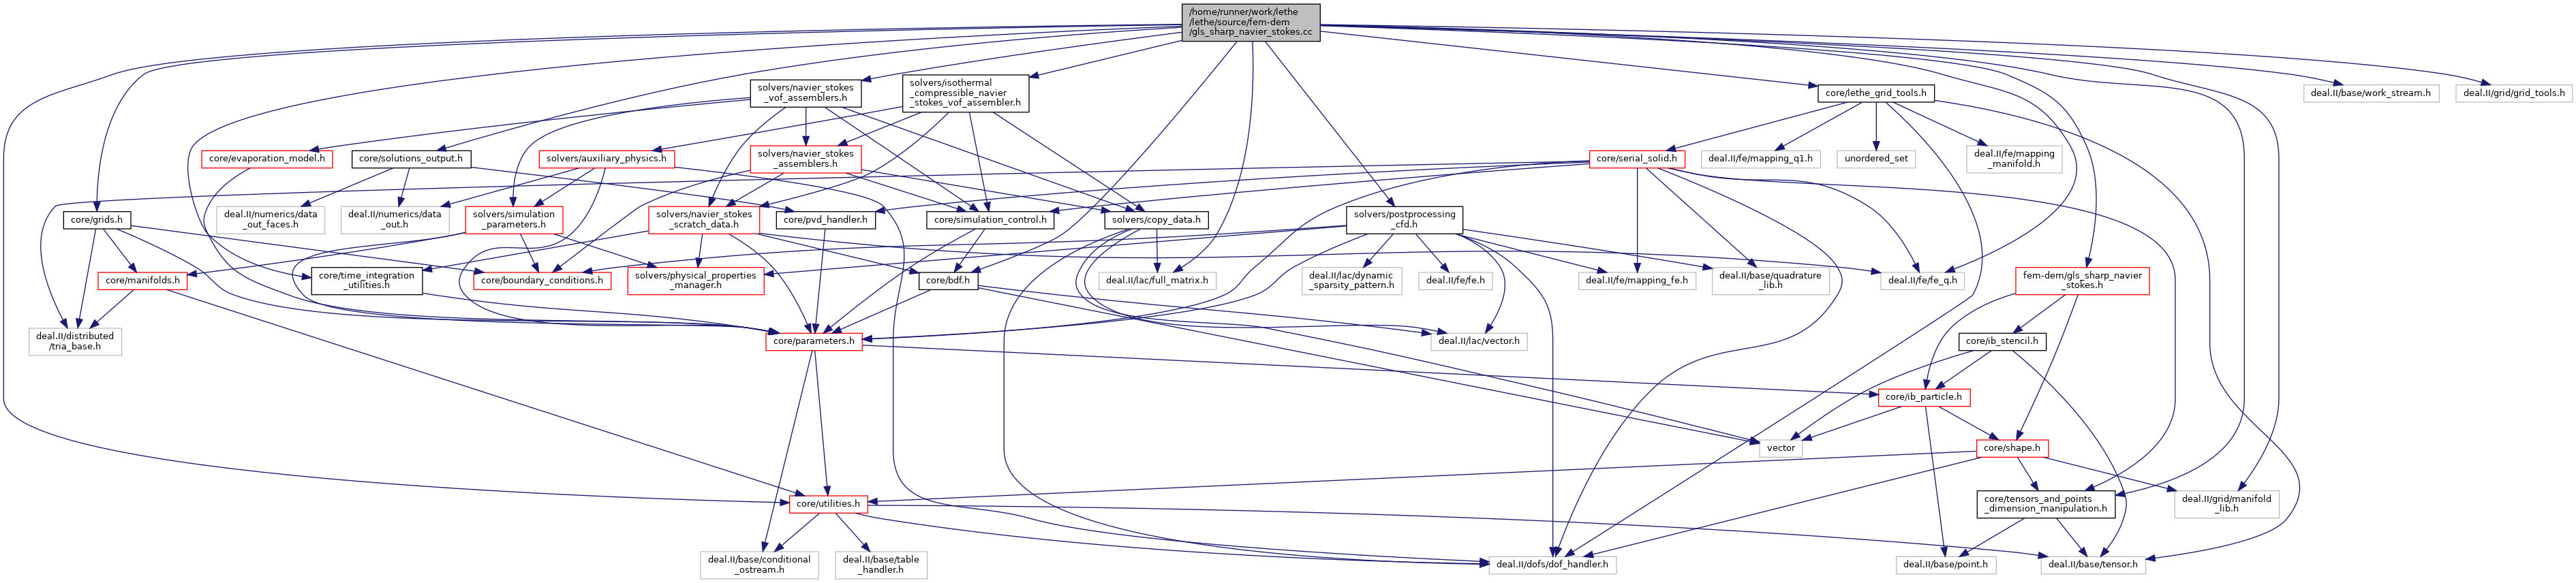 /home/runner/work/lethe
/lethe/source/fem-dem
/gls_sharp_navier_stokes.cc
solvers/navier_stokes
_vof_assemblers.h
solvers/isothermal
_compressible_navier
_stokes_vof_assembler.h
core/lethe_grid_tools.h
deal.II/base/work_stream.h
deal.II/grid/grid_tools.h
core/evaporation_model.h
core/solutions_output.h
solvers/auxiliary_physics.h
solvers/navier_stokes
_assemblers.h
core/serial_solid.h
deal.II/fe/mapping_q1.h
unordered_set
deal.II/fe/mapping
_manifold.h
core/grids.h
deal.II/numerics/data
_out_faces.h
deal.II/numerics/data
_out.h
solvers/simulation
_parameters.h
solvers/navier_stokes
_scratch_data.h
core/pvd_handler.h
core/simulation_control.h
solvers/copy_data.h
solvers/postprocessing
_cfd.h
core/manifolds.h
core/time_integration
_utilities.h
core/boundary_conditions.h
solvers/physical_properties
_manager.h
core/bdf.h
deal.II/lac/full_matrix.h
deal.II/lac/dynamic
_sparsity_pattern.h
deal.II/fe/fe.h
deal.II/fe/mapping_fe.h
deal.II/base/quadrature
_lib.h
deal.II/fe/fe_q.h
fem-dem/gls_sharp_navier
_stokes.h
deal.II/distributed
/tria_base.h
core/parameters.h
deal.II/lac/vector.h
core/ib_stencil.h
core/ib_particle.h
vector
core/shape.h
core/utilities.h
core/tensors_and_points
_dimension_manipulation.h
deal.II/grid/manifold
_lib.h
deal.II/base/conditional
_ostream.h
deal.II/base/table
_handler.h
deal.II/dofs/dof_handler.h
deal.II/base/point.h
deal.II/base/tensor.h